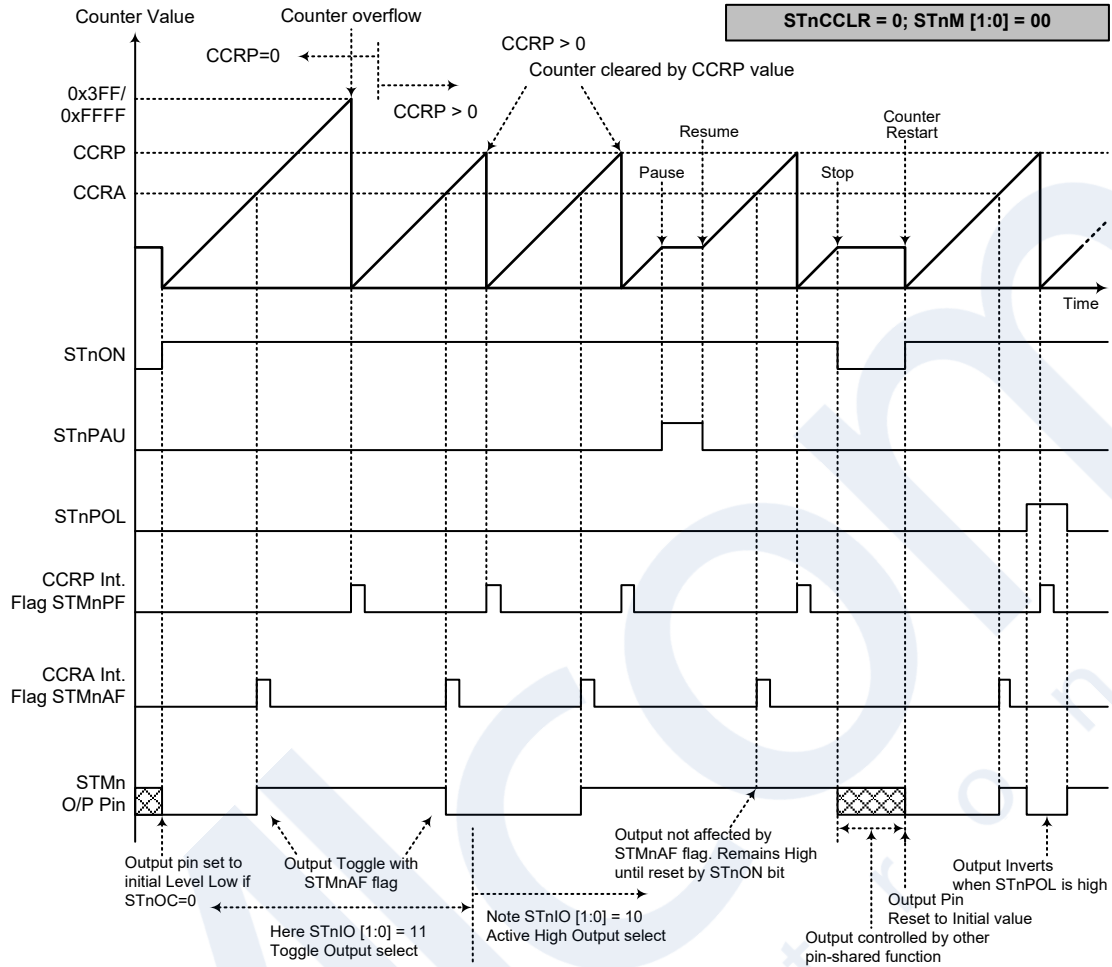 Counter Value
Counter overflow
STnCCLR = 0; STnM [1:0] = 00
CCRP=0
CCRP > 0
CCRP > 0
Counter cleared by CCRP value
0x3FF/
0xFFFF
CCRP
CCRA
Pause
Resume
Stop
Counter
Restart
Time
STnON
STnPAU
STnPOL
CCRP Int.
Flag STMnPF
CCRA Int.
Flag STMnAF
STMn
O/P Pin
Output pin set to
initial Level Low if
STnOC=0
Output Toggle with
STMnAF flag
Here STnIO [1:0] = 11
Toggle Output select
Note STnIO [1:0] = 10
Active High Output select
Output not affected by
STMnAF flag. Remains High
until reset by STnON bit
Output Pin
Reset to Initial value
Output controlled by other
pin-shared function
Output Inverts
when STnPOL is high